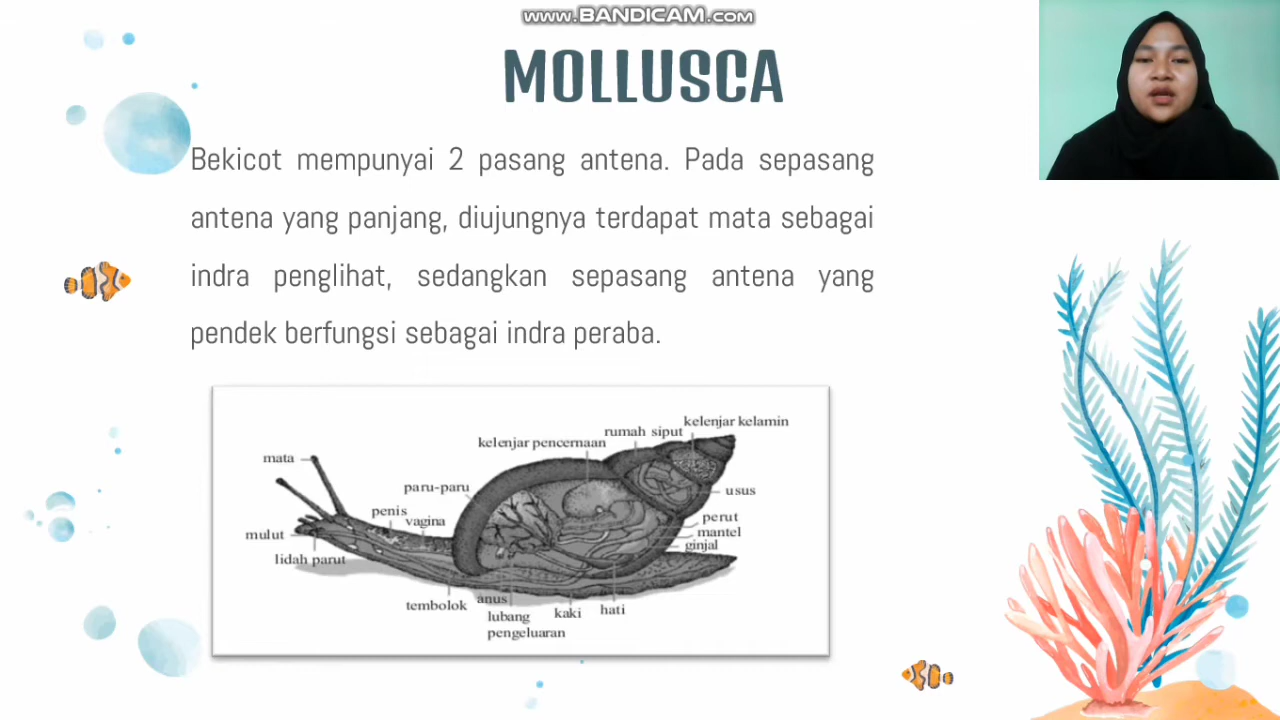 www.BANDICAM.com
MOLLUSCA
Bekicot mempunyai 2 pasang antena. Pada sepasang
antena yang panjang, diujungnya terdapat mata sebagai
indra penglihat, sedangkan sepasang antena yang
pendek berfungsi sebagai indra peraba.
kelenjar kelamin
rumah siput
kelenjar pencernaan
mata
paru-paru
usus
penis
perut
vagina
mantel
mulut
ginjal
lidah parut
tembolok
anus
kaki
hati
lubang
pengeluaran